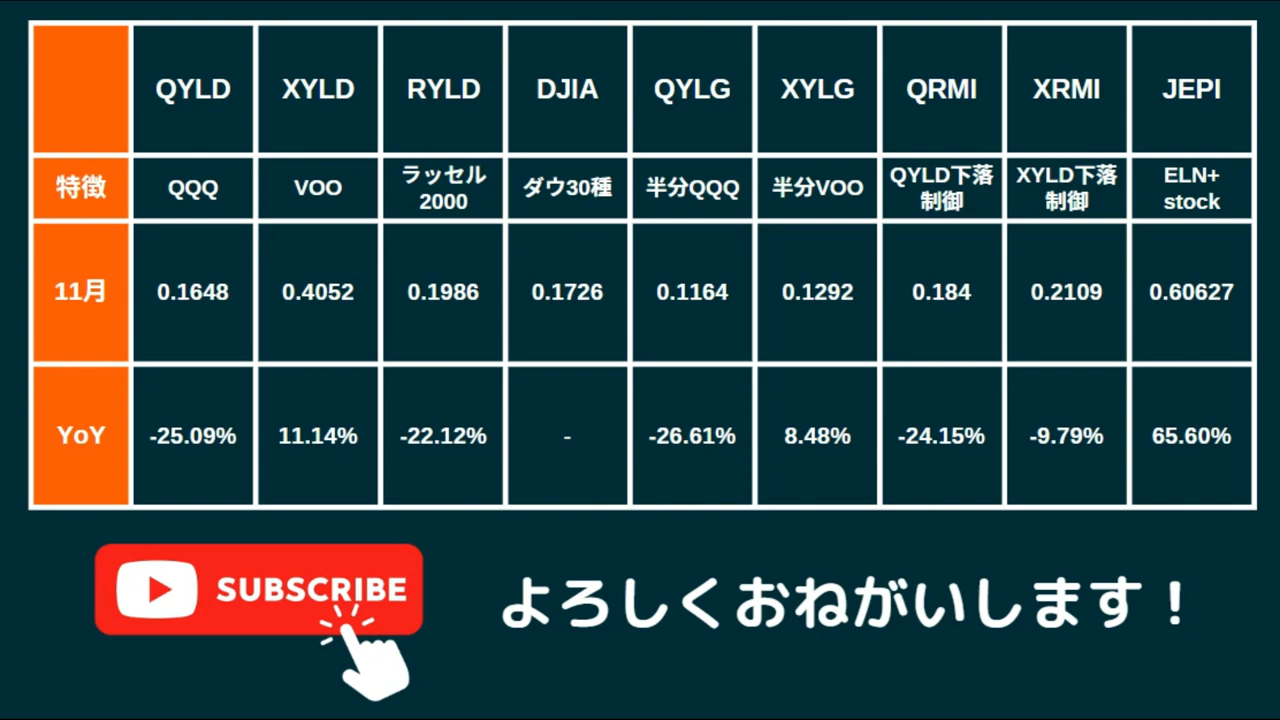 QYLD XYLD RYLD DJIA QYLG XYLG QRMI XRMI JEPI
特徴 QQQ VOO ラッセル2000 ダウ30種 半分QQQ 半分VOO QYLD下落制御 XYLD下落制御 ELN+ stock
11月 0.1648 0.4052 0.1986 0.1726 0.1164 0.1292 0.184 0.2109 0.60627
YoY -25.09% 11.14% -22.12% - -26.61% 8.48% -24.15% -9.79% 65.60%
SUBSCRIBE
よろしくおねがいします！